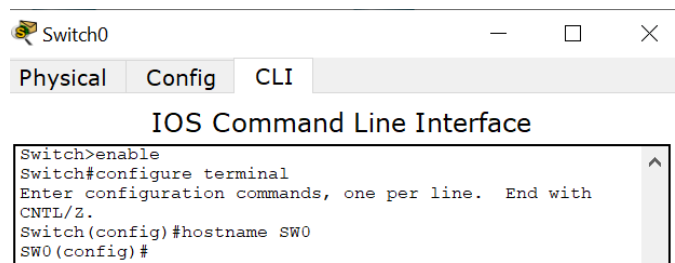 Switch0
Physical Config CLI
IOS Command Line Interface
Switch>enable
Switch#configure terminal
Enter configuration commands, one per line.  End with
CNTL/Z.
Switch(config)#hostname SW0
SW0(config)#